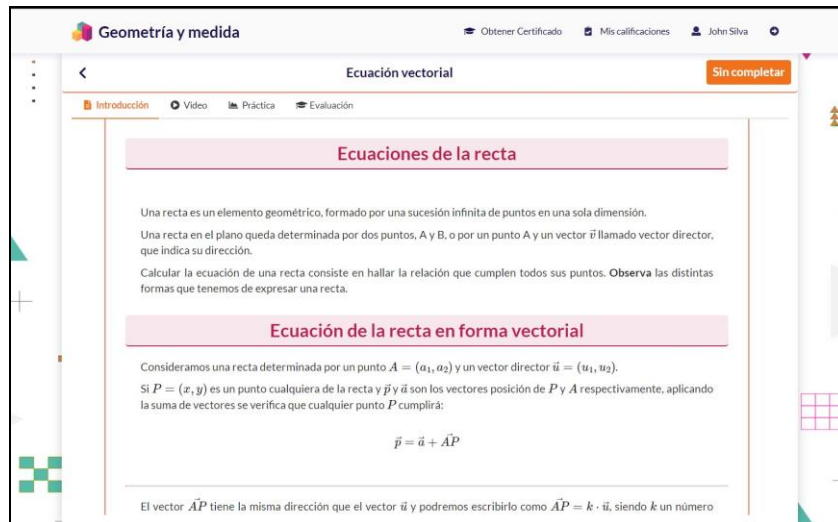 Geometría y medida
Obtener Certificado
Mis calificaciones
John Silva
Ecuación vectorial
Sin completar
Introducción
Video
Práctica
Evaluación
Ecuaciones de la recta
Una recta es un elemento geométrico, formado por una sucesión infinita de puntos en una sola dimensión.
Una recta en el plano queda determinada por dos puntos, A y B, o por un punto A y un vector v⃗ llamado vector director,
que indica su dirección.
Calcular la ecuación de una recta consiste en hallar la relación que cumplen todos sus puntos. Observa las distintas
formas que tenemos de expresar una recta.
Ecuación de la recta en forma vectorial
Consideramos una recta determinada por un punto A = (a₁, a₂) y un vector director u⃗ = (u₁, u₂).
Si P = (x, y) es un punto cualquiera de la recta y p⃗ y a⃗ son los vectores posición de P y A respectivamente, aplicando
la suma de vectores se verifica que cualquier punto P cumplirá:
p⃗ = a⃗ + AP⃗
El vector AP⃗ tiene la misma dirección que el vector u⃗ y podremos escribirlo como AP⃗ = k · u⃗, siendo k un número